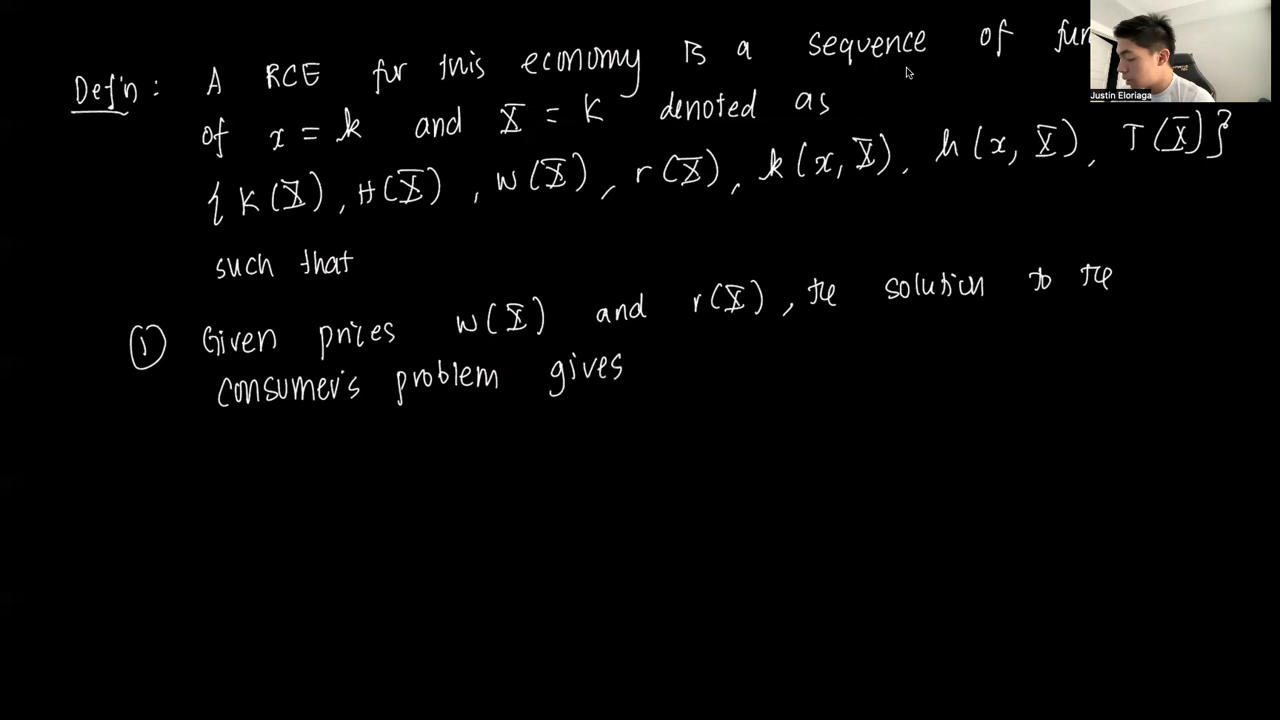 Def'n : A RCE for this economy is a sequence of fun
of x = k and X = K denoted as
{ K(X), H(X), w(X), r(X), k(x, X), h(x, X), T(X) }
such that
① Given prices w(X) and r(X), the solution to the
consumer's problem gives
Justin Eloriaga